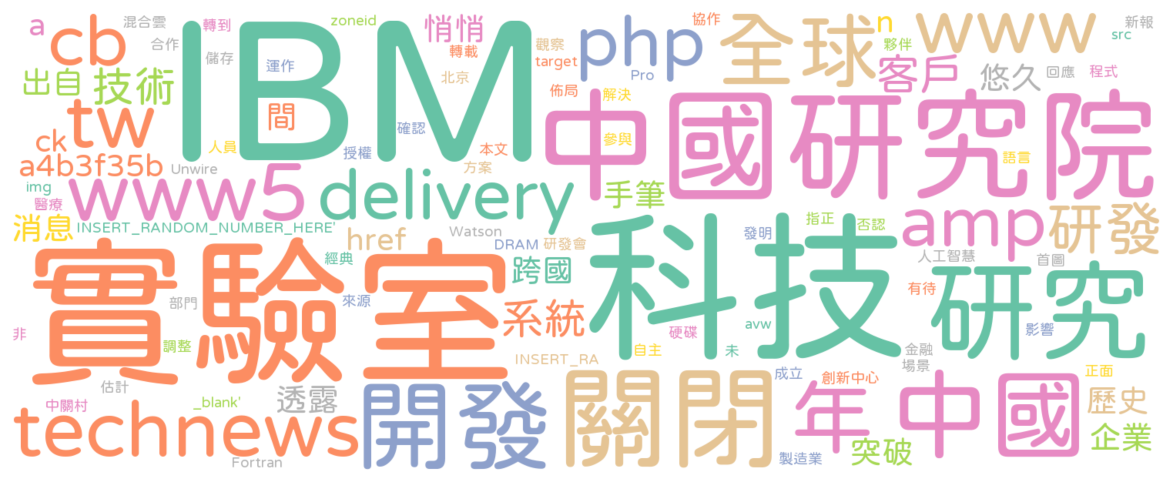 a
cb
混合雲
轉到
zoneid
悄悄
協作
php
全球
n
www
新報
src
合作
儲存
IBM
運作
轉載
觀察
target
Pro
夥伴
客戶
悠久
回應
程式
出自
技術
tw
間
北京
佈局
解決
中國研究院
ck
人員
確認
參與
a4b3f35b
Unwire
授權
本文
方案
語言
img
www5
delivery
手筆
醫療
消息
INSERT_RANDOM_NUMBER_HERE'
href
Watson
科技
指正
發明
否認
amp
研發
實驗室
經典
DRAM
研發會
跨國
人工智慧
首圖
部門
來源
系統
研究
有待
非
調整
硬碟
avw
影響
INSERT_RA
自主
未
金融
場景
估計
開發
關閉
成立
創新中心
年
中國
正面
中關村
_blank'
透露
歷史
technews
突破
企業
Fortran
製造業